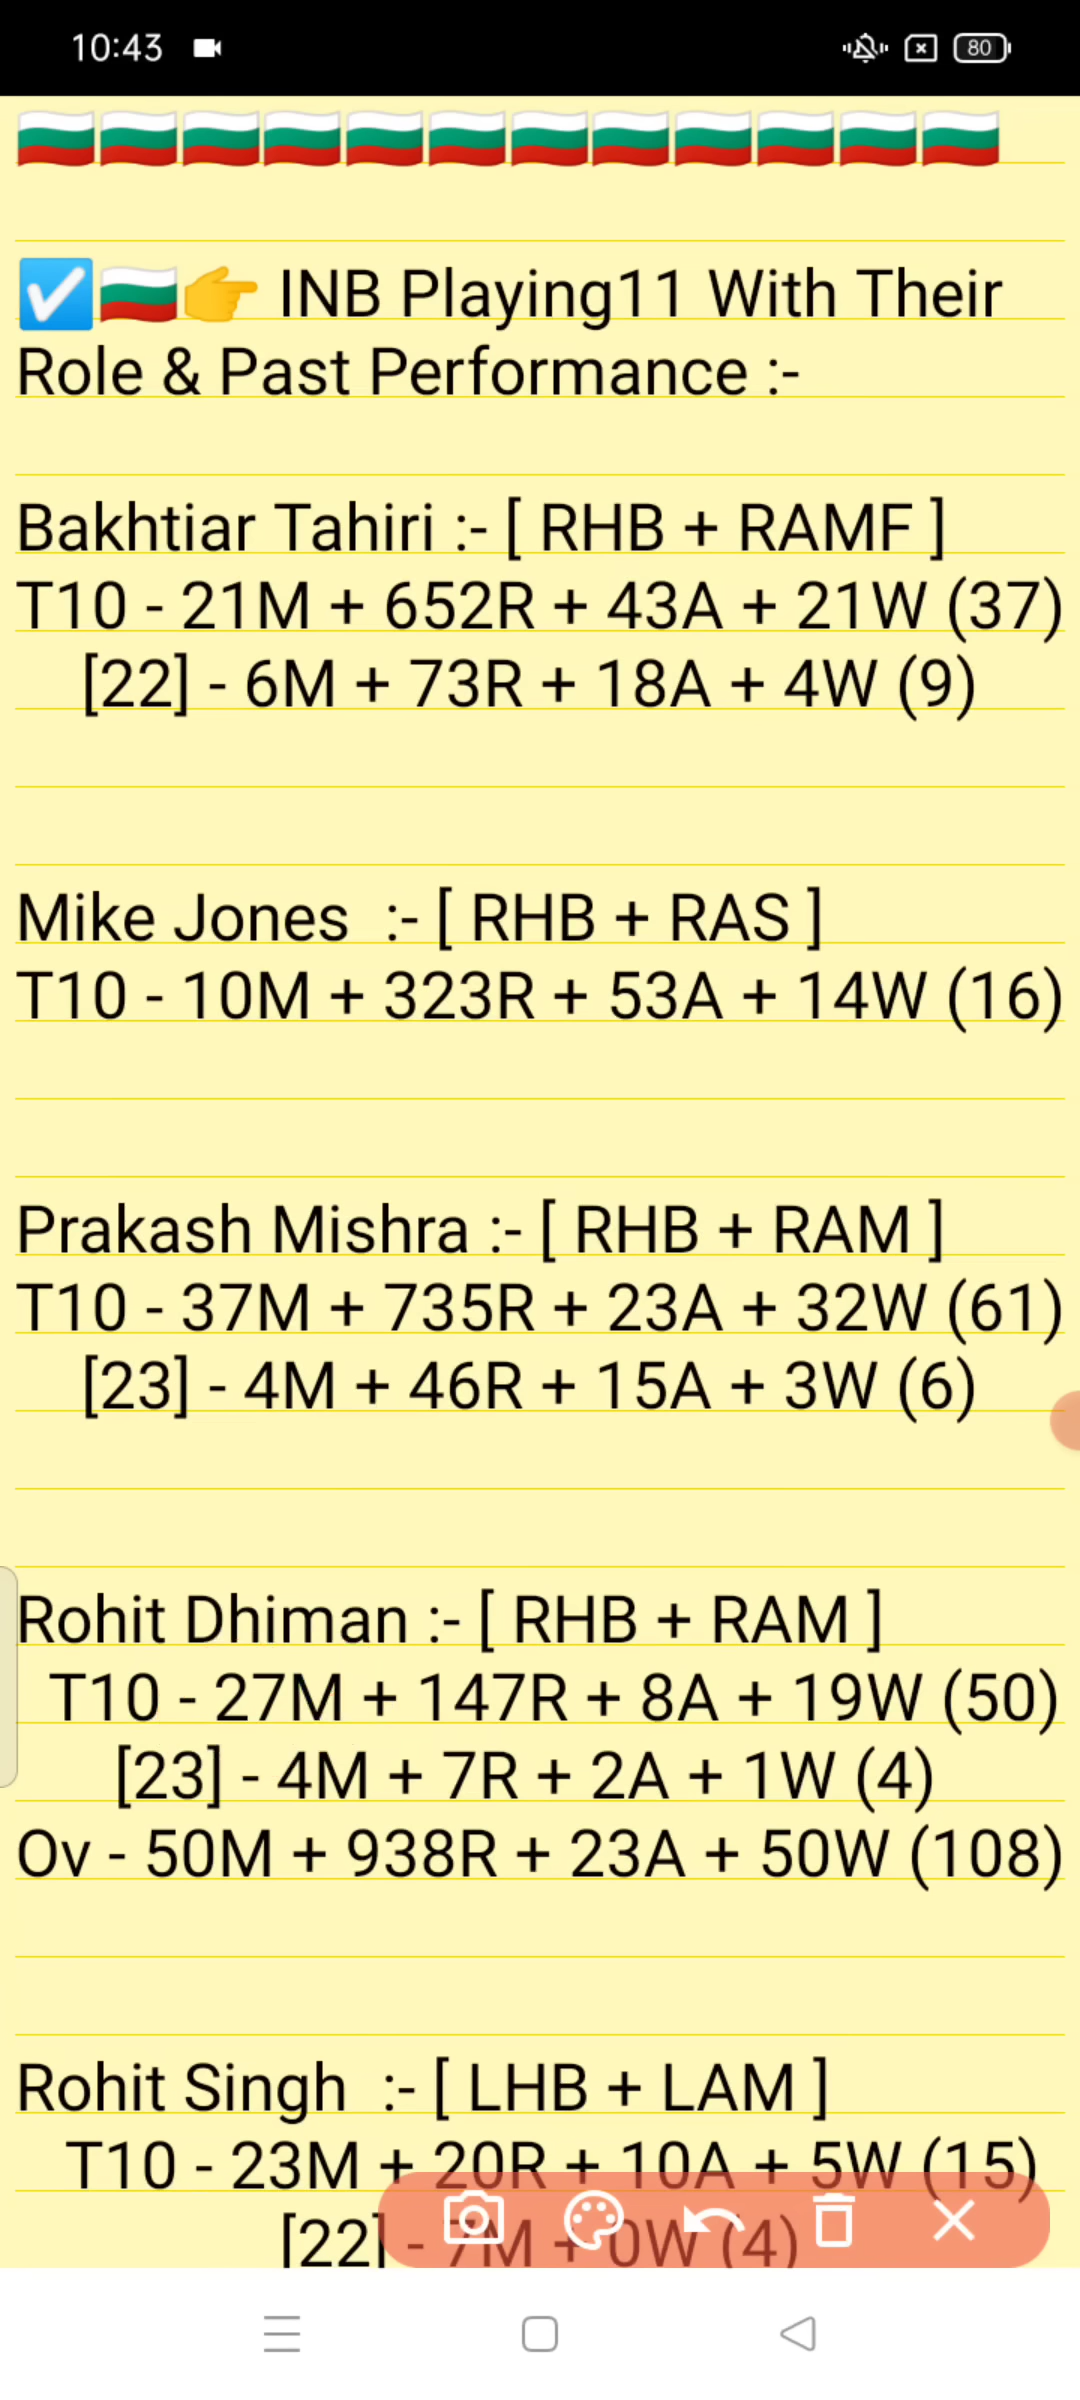 10:43
80
INB Playing11 With Their
Role & Past Performance :-
Bakhtiar Tahiri :- [ RHB + RAMF ]
T10 - 21M + 652R + 43A + 21W (37)
[22] - 6M + 73R + 18A + 4W (9)
Mike Jones :- [ RHB + RAS ]
T10 - 10M + 323R + 53A + 14W (16)
Prakash Mishra :- [ RHB + RAM ]
T10 - 37M + 735R + 23A + 32W (61)
[23] - 4M + 46R + 15A + 3W (6)
Rohit Dhiman :- [ RHB + RAM ]
T10 - 27M + 147R + 8A + 19W (50)
[23] - 4M + 7R + 2A + 1W (4)
Ov - 50M + 938R + 23A + 50W (108)
Rohit Singh :- [ LHB + LAM ]
T10 - 23M + 20R + 10A + 5W (15)
[22] - 7M + 0W (4)